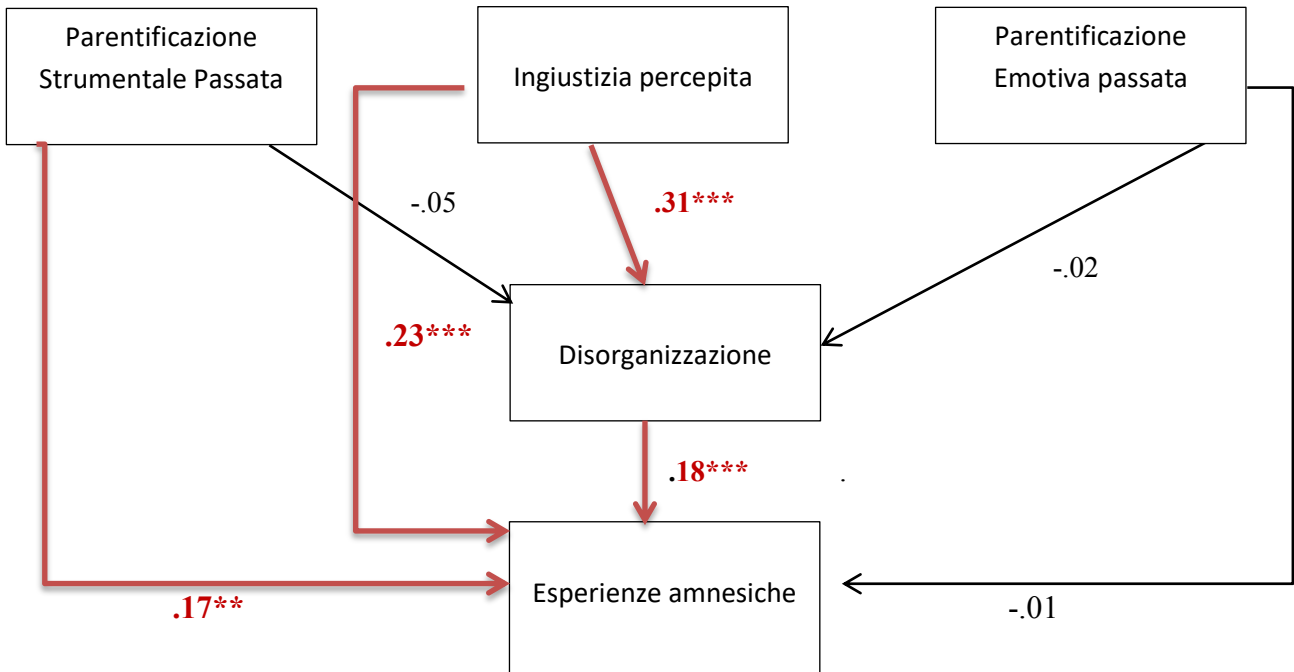 Parentificazione
Strumentale Passata
Ingiustizia percepita
Parentificazione
Emotiva passata
-.05
.31***
-.02
.23***
Disorganizzazione
.18***
.
Esperienze amnesiche
.17**
-.01